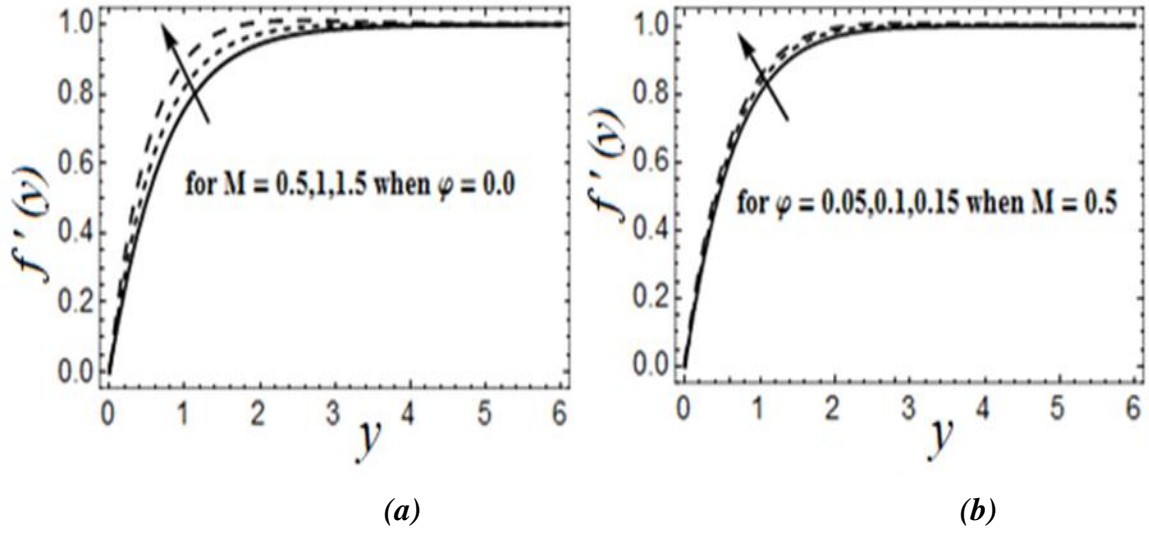 1.0
0.8
0.6
0.4
0.2
0.0
f ' (y)
for M = 0.5,1,1.5 when φ = 0.0
0 1 2 3 4 5 6
y
(a)
1.0
0.8
0.6
0.4
0.2
0.0
f ' (y)
for φ = 0.05,0.1,0.15 when M = 0.5
0 1 2 3 4 5 6
y
(b)